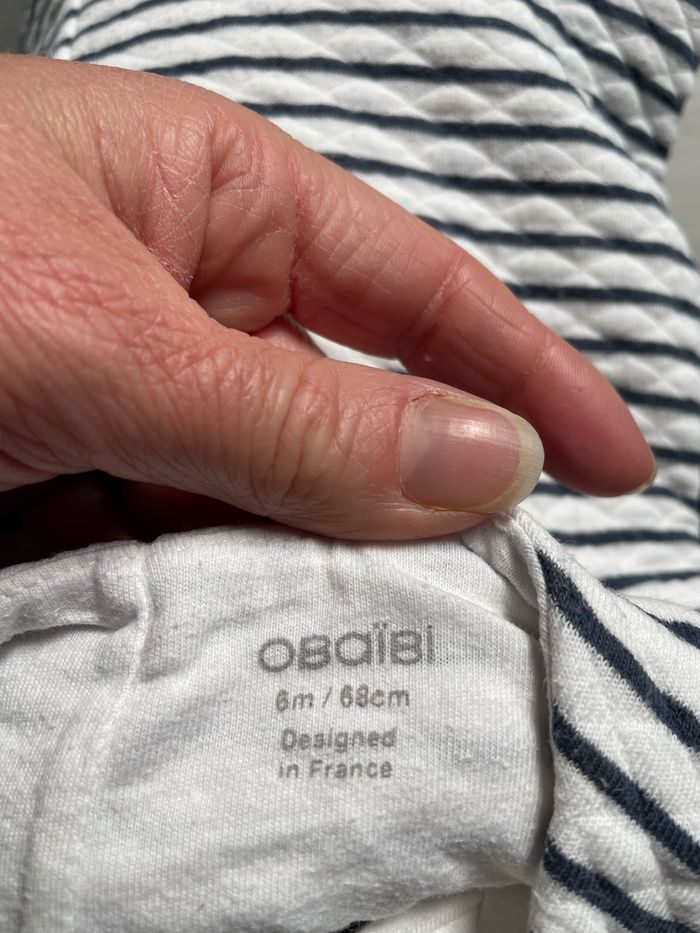 OBaïBi
6m / 68cm
Designed
in France